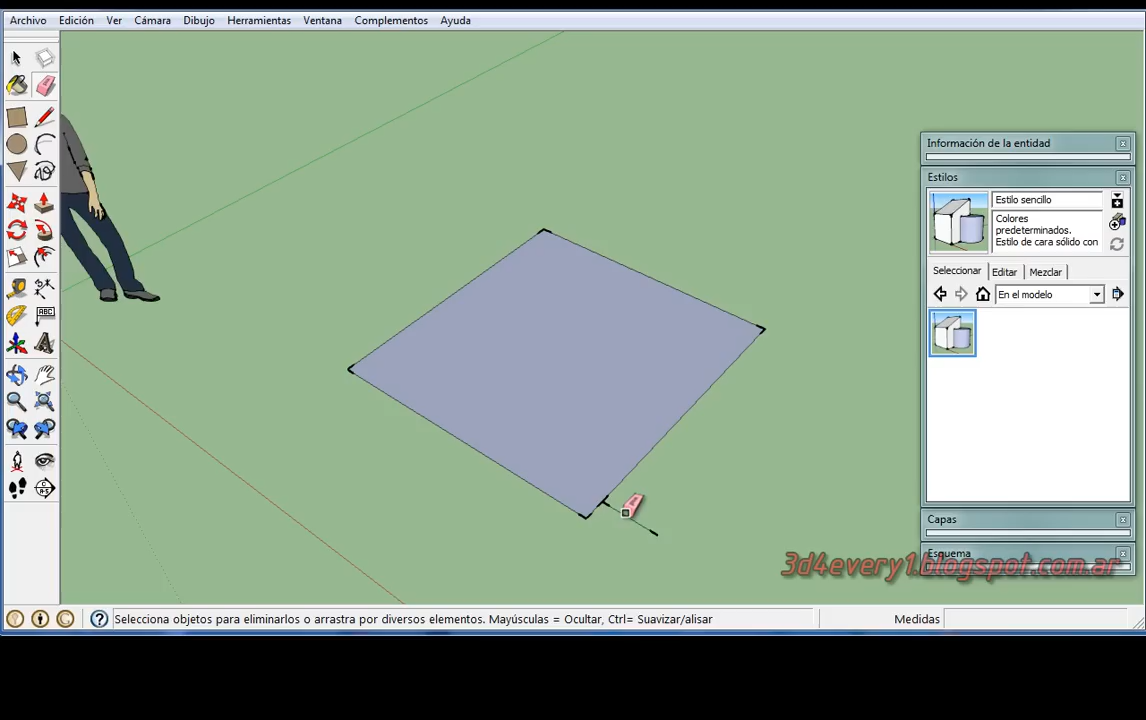 Archivo Edición Ver Cámara Dibujo Herramientas Ventana Complementos Ayuda
Información de la entidad
Estilos
Estilo sencillo
Colores
predeterminados.
Estilo de cara sólido con
Seleccionar Editar Mezclar
En el modelo
ABC
A
Capas
Esquema
3d4every1.blogspot.com.ar
Selecciona objetos para eliminarlos o arrastra por diversos elementos. Mayúsculas = Ocultar, Ctrl= Suavizar/alisar
Medidas